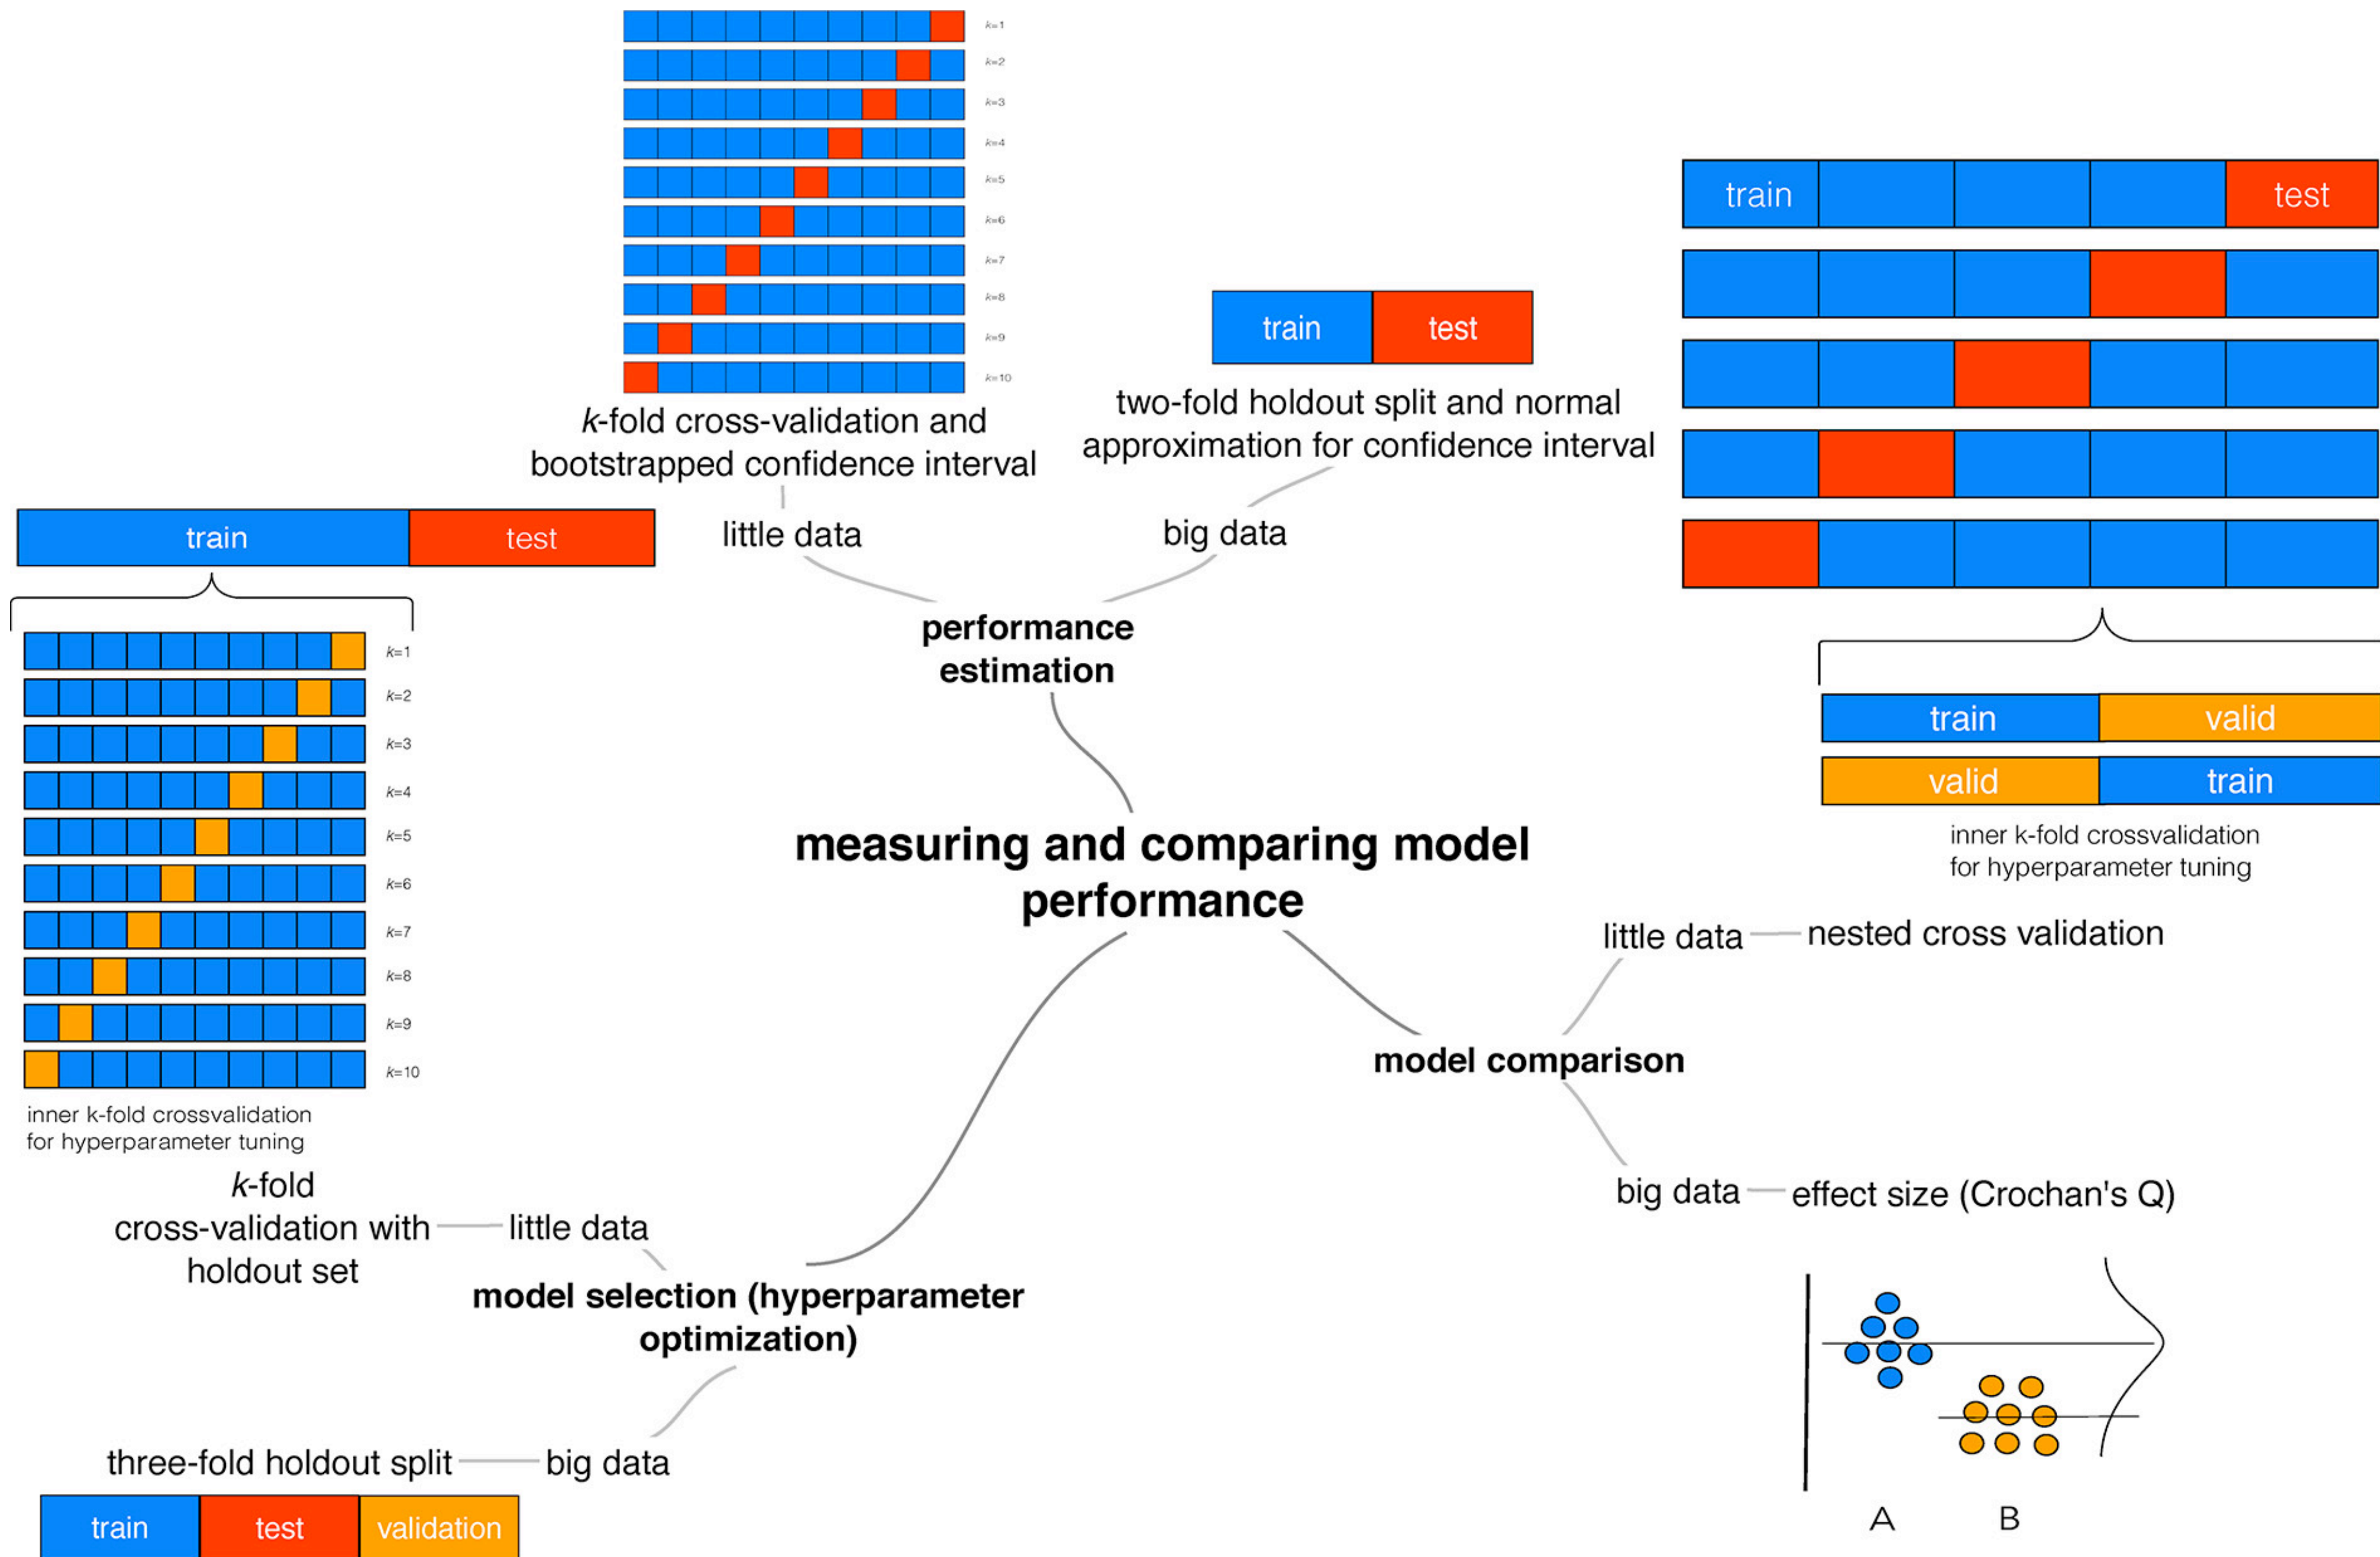 k=1
k=2
k=3
k=4
k=5
k=6
k=7
k=8
k=9
k=10
k-fold cross-validation and
bootstrapped confidence interval
little data
train test
two-fold holdout split and normal
approximation for confidence interval
big data
performance
estimation
train test
k=1
k=2
k=3
k=4
k=5
k=6
k=7
k=8
k=9
k=10
inner k-fold crossvalidation
for hyperparameter tuning
k-fold
cross-validation with
holdout set
little data
model selection (hyperparameter
optimization)
three-fold holdout split
big data
train test validation
measuring and comparing model
performance
train test
train valid
valid train
inner k-fold crossvalidation
for hyperparameter tuning
little data
nested cross validation
model comparison
big data
effect size (Crochan's Q)
A B